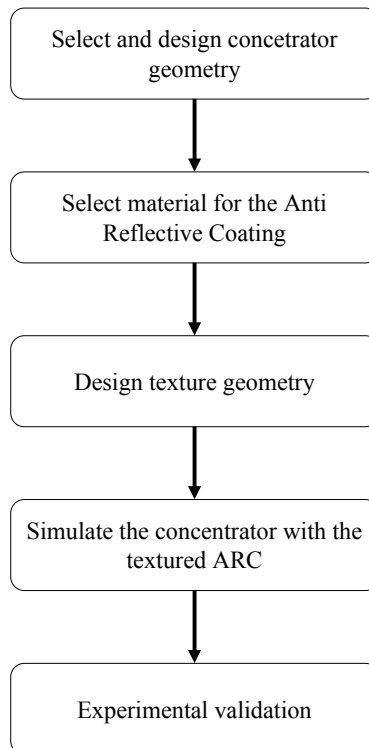 Select and design concetrator
geometry
Select material for the Anti
Reflective Coating
Design texture geometry
Simulate the concentrator with the
textured ARC
Experimental validation